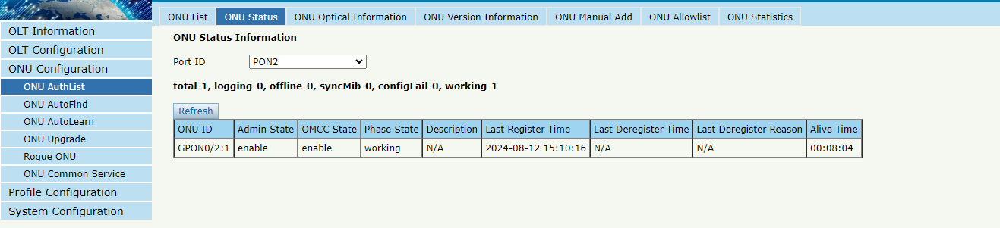 ONU List ONU Status ONU Optical Information ONU Version Information ONU Manual Add ONU Allowlist ONU Statistics
OLT Information
OLT Configuration
ONU Configuration
ONU AuthList
ONU AutoFind
ONU AutoLearn
ONU Upgrade
Rogue ONU
ONU Common Service
Profile Configuration
System Configuration
ONU Status Information
Port ID PON2
total-1, logging-0, offline-0, syncMib-0, configFail-0, working-1
Refresh
ONU ID Admin State OMCC State Phase State Description Last Register Time Last Deregister Time Last Deregister Reason Alive Time
GPON0/2:1 enable enable working N/A 2024-08-12 15:10:16 N/A N/A 00:08:04